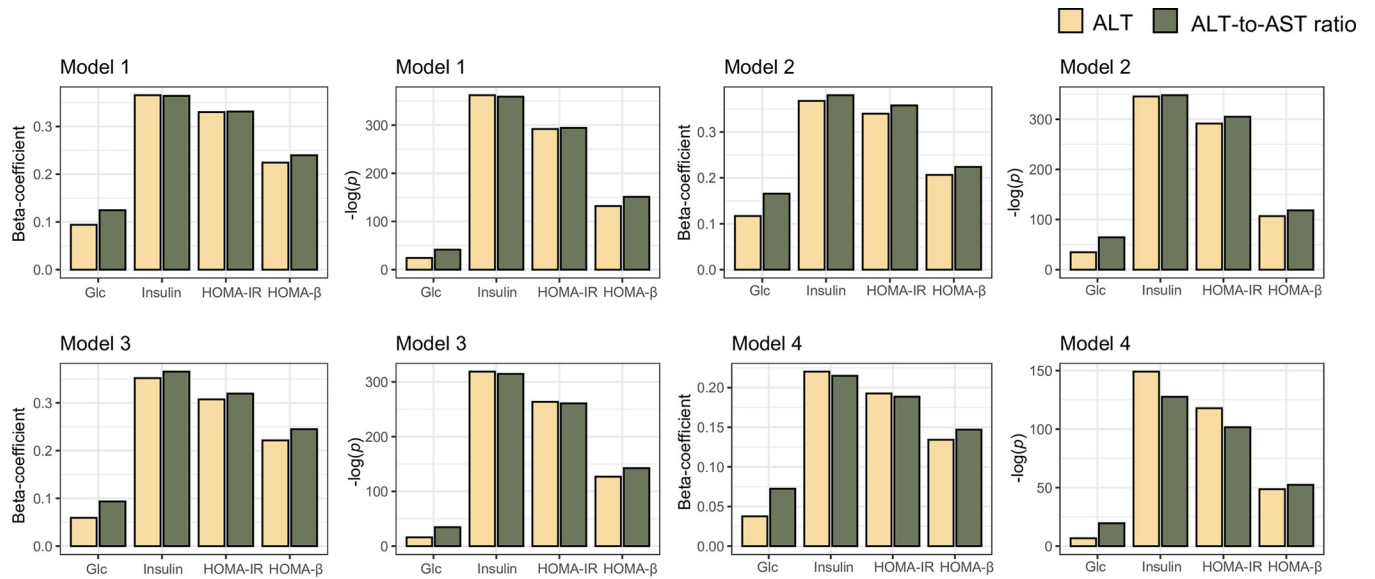 ALT ALT-to-AST ratio
Model 1
Beta-coefficient
0.3
0.2
0.1
0.0
Glc Insulin HOMA-IR HOMA-β
Model 1
-log(p)
300
200
100
0
Glc Insulin HOMA-IR HOMA-β
Model 2
Beta-coefficient
0.3
0.2
0.1
0.0
Glc Insulin HOMA-IR HOMA-β
Model 2
-log(p)
300
200
100
0
Glc Insulin HOMA-IR HOMA-β
Model 3
Beta-coefficient
0.3
0.2
0.1
0.0
Glc Insulin HOMA-IR HOMA-β
Model 3
-log(p)
300
200
100
0
Glc Insulin HOMA-IR HOMA-β
Model 4
Beta-coefficient
0.20
0.15
0.10
0.05
0.00
Glc Insulin HOMA-IR HOMA-β
Model 4
-log(p)
150
100
50
0
Glc Insulin HOMA-IR HOMA-β